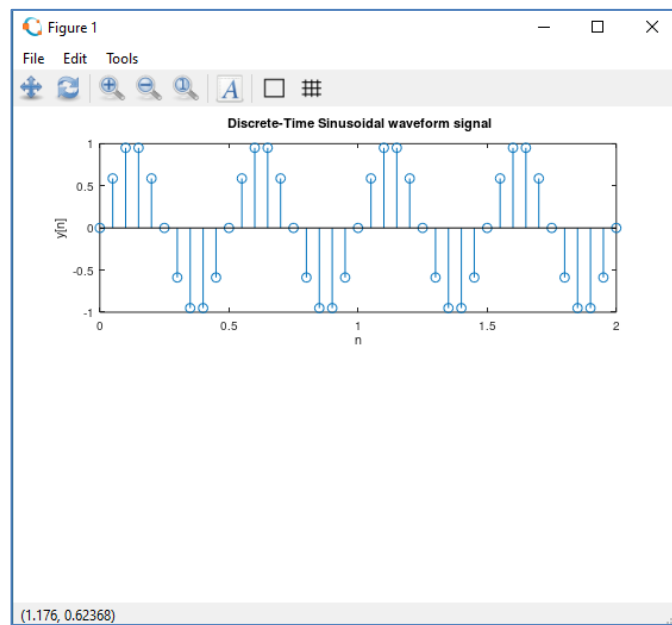 Figure 1
File Edit Tools
A
Discrete-Time Sinusoidal waveform signal
1
0.5
0
-0.5
-1
y[n]
0 0.5 1 1.5 2
n
(1.176, 0.62368)